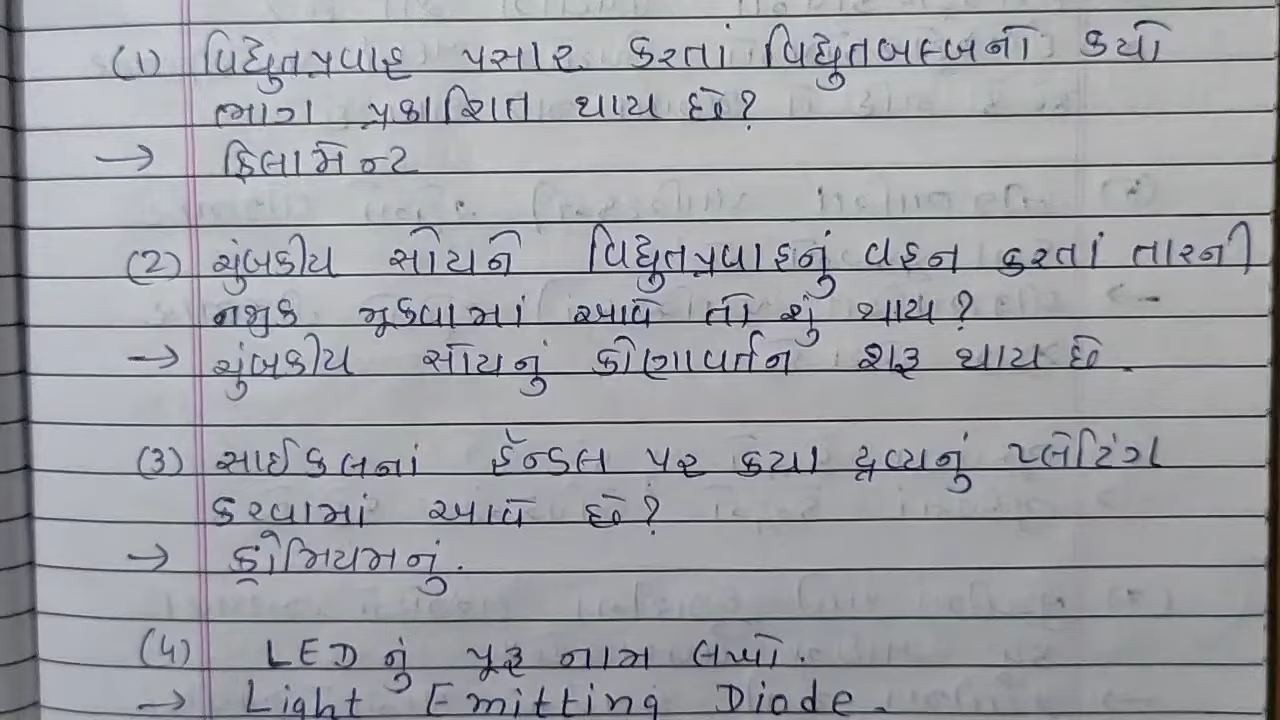 (1) વિદ્યુતપ્રવાહ પસાર કરતાં વિદ્યુતબલ્બનો કયો
ભાગ પ્રકાશિત થાય છે?
→ ફિલામેન્ટ
(2) ચુંબકીય સોયને વિદ્યુતપ્રવાહનું વહન કરતાં તારની
નજીક મૂકવામાં આવે તો શું થાય?
→ ચુંબકીય સોયનું કોણાવર્તન શરૂ થાય છે.
(3) સાઈકલનાં હેન્ડલ પર કયા દ્રવ્યનું પ્લેટિંગ
કરવામાં આવે છે?
→ ક્રોમિયમનું.
(4) LED નું પૂરૂ નામ લખો.
→ Light Emitting Diode.